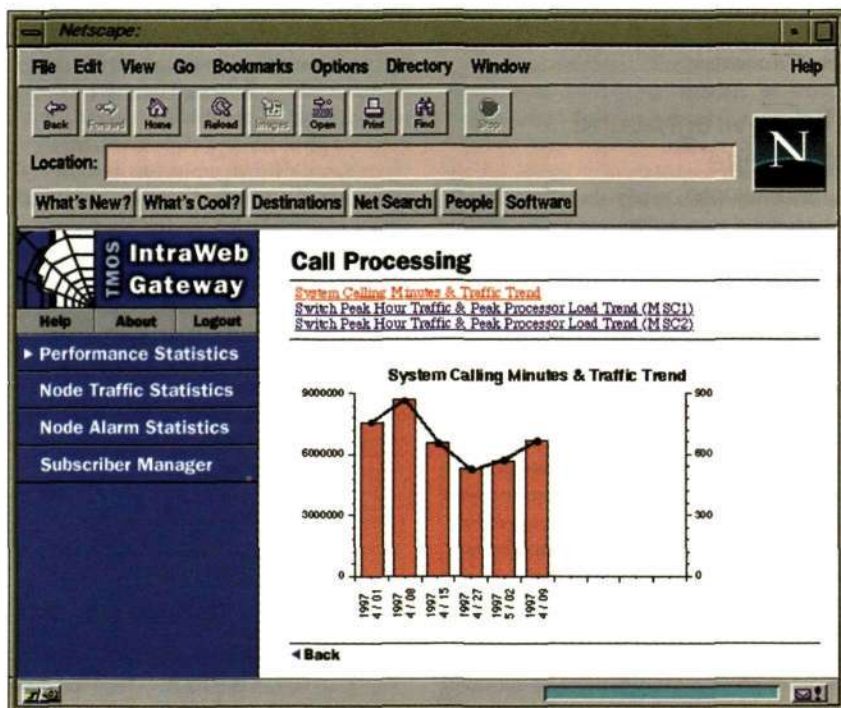 Netscape:
File Edit View Go Bookmarks Options Directory Window Help
Back Forward Home Reload Images Open Print Find Stop
Location:
N
What's New? What's Cool? Destinations Net Search People Software
TMOS IntraWeb Gateway
Help About Logout
Performance Statistics
Node Traffic Statistics
Node Alarm Statistics
Subscriber Manager
Call Processing
System Calling Minutes & Traffic Trend
Switch Peak Hour Traffic & Peak Processor Load Trend (MSC1)
Switch Peak Hour Traffic & Peak Processor Load Trend (MSC2)
System Calling Minutes & Traffic Trend
9000000 900
6000000 600
3000000 300
0 0
1997 4/01
1997 4/08
1997 4/15
1997 4/27
1997 5/02
1997 4/09
Back